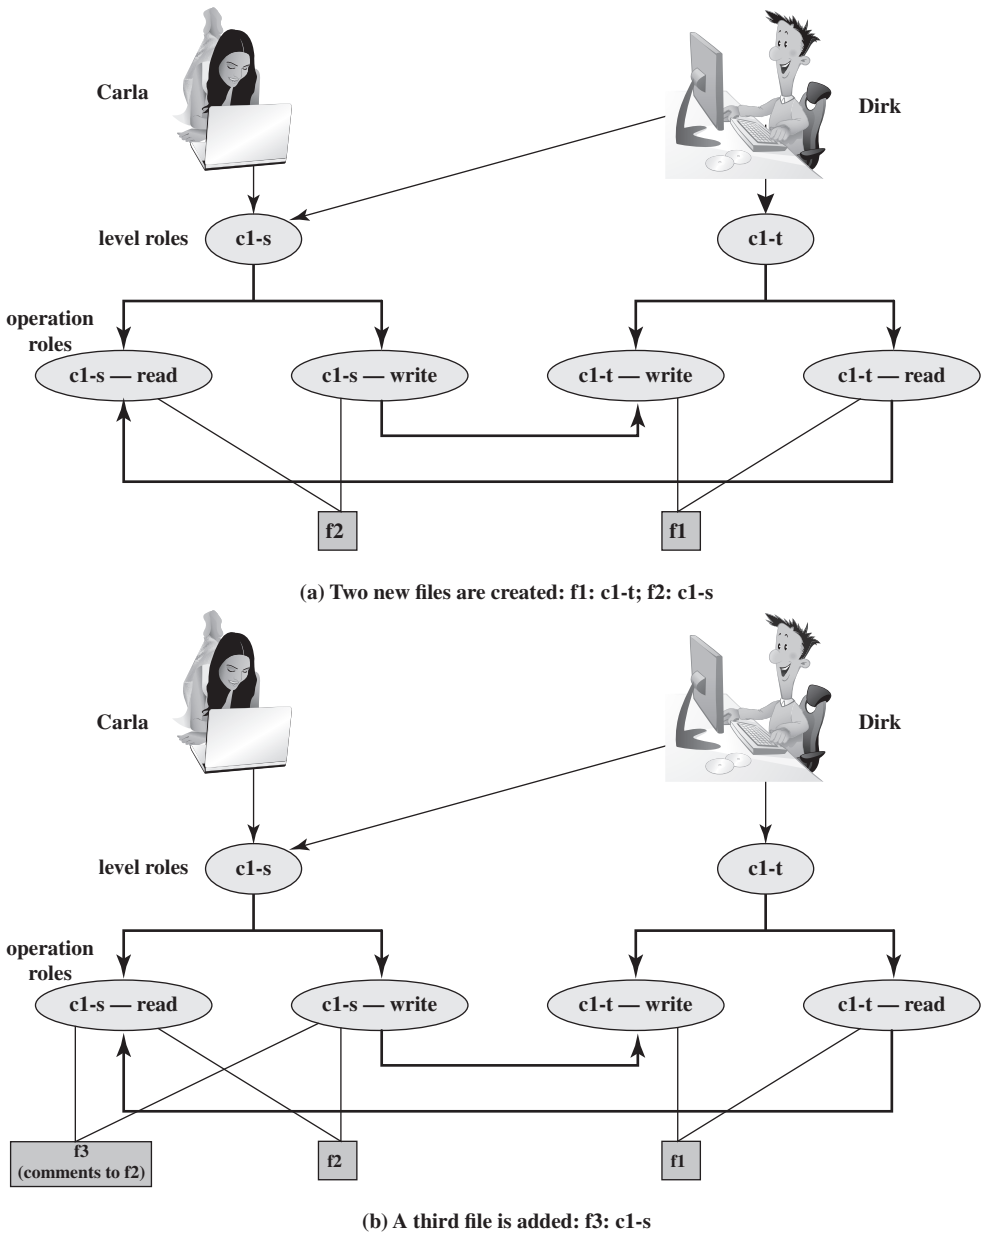 Carla
Dirk
level roles
c1-s
c1-t
operation
roles
c1-s — read
c1-s — write
c1-t — write
c1-t — read
f2
f1
(a) Two new files are created: f1: c1-t; f2: c1-s
Carla
Dirk
level roles
c1-s
c1-t
operation
roles
c1-s — read
c1-s — write
c1-t — write
c1-t — read
f3
(comments to f2)
f2
f1
(b) A third file is added: f3: c1-s